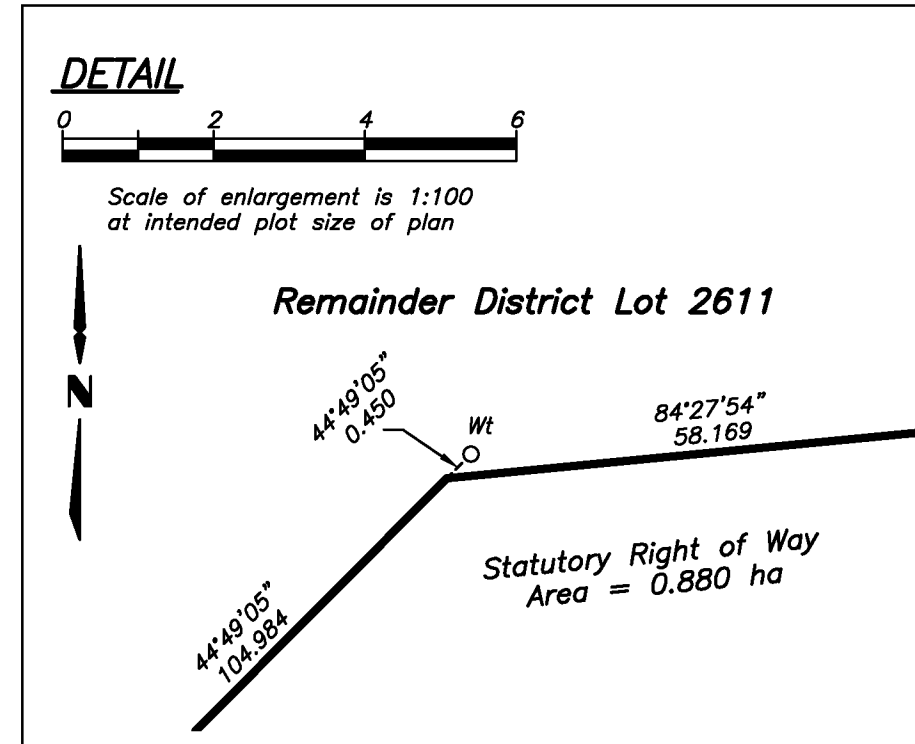 DETAIL
0 2 4 6
Scale of enlargement is 1:100
at intended plot size of plan
N
Remainder District Lot 2611
44°49'05"
0.450
Wt
84°27'54"
58.169
Statutory Right of Way
Area = 0.880 ha
44°49'05"
104.984